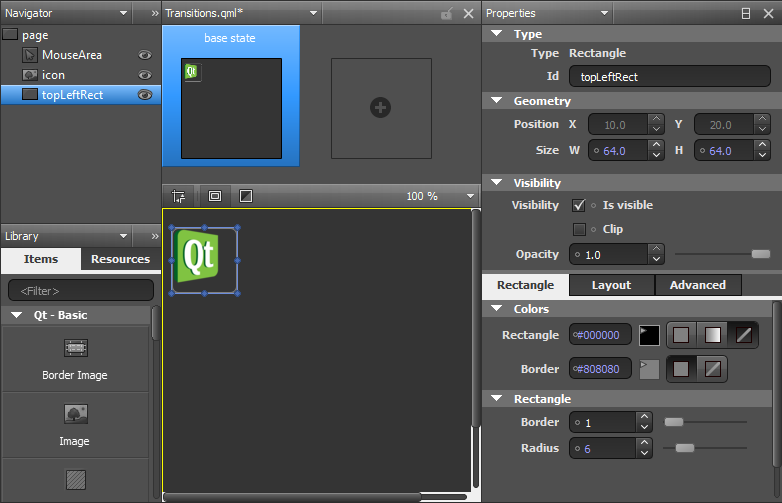 Navigator
page
MouseArea
icon
topLeftRect
Library
Items Resources
<Filter>
Qt - Basic
Border Image
Image
Transitions.qml*
base state
Qt
100 %
Qt
Properties
Type
Type Rectangle
Id topLeftRect
Geometry
Position X 10.0 Y 20.0
Size W 64.0 H 64.0
Visibility
Visibility Is visible
Clip
Opacity 1.0
Rectangle Layout Advanced
Colors
Rectangle #000000
Border #808080
Rectangle
Border 1
Radius 6